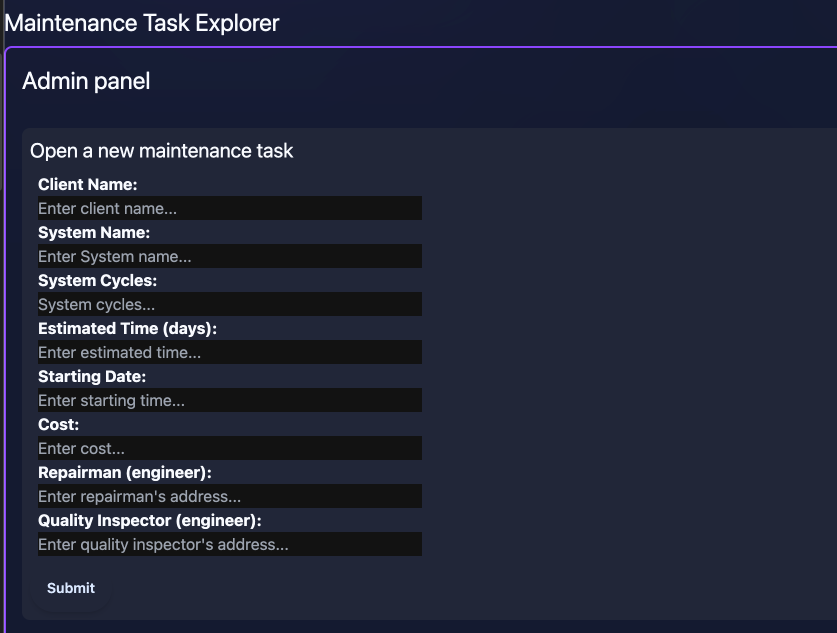 Maintenance Task Explorer
Admin panel
Open a new maintenance task
Client Name:
Enter client name...
System Name:
Enter System name...
System Cycles:
System cycles...
Estimated Time (days):
Enter estimated time...
Starting Date:
Enter starting time...
Cost:
Enter cost...
Repairman (engineer):
Enter repairman's address...
Quality Inspector (engineer):
Enter quality inspector's address...
Submit